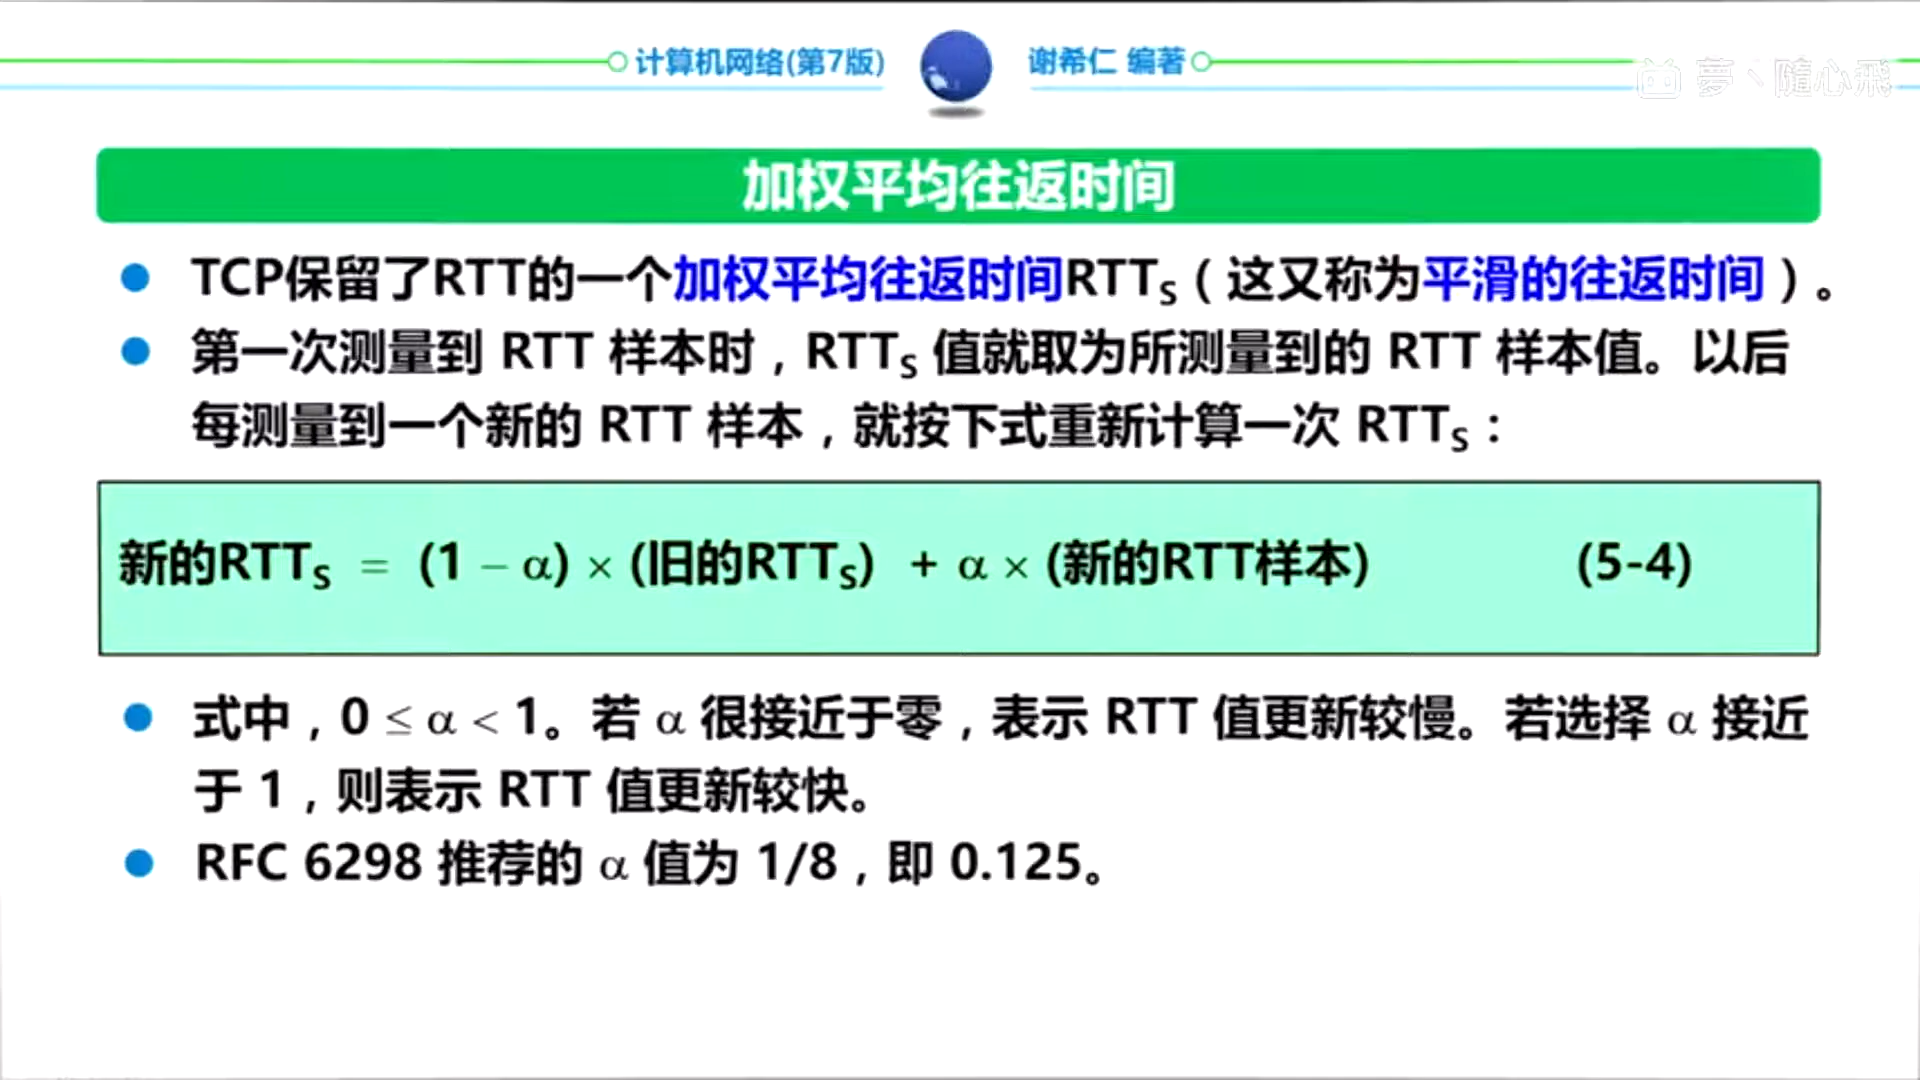 计算机网络(第7版) 谢希仁 编著
夢丶隨心飛
加权平均往返时间
TCP保留了RTT的一个加权平均往返时间RTTS（这又称为平滑的往返时间）。
第一次测量到 RTT 样本时，RTTS 值就取为所测量到的 RTT 样本值。以后
每测量到一个新的 RTT 样本，就按下式重新计算一次 RTTS：
新的RTTS = (1 − α) × (旧的RTTS) + α × (新的RTT样本) (5-4)
式中，0 ≤ α < 1。若 α 很接近于零，表示 RTT 值更新较慢。若选择 α 接近
于 1，则表示 RTT 值更新较快。
RFC 6298 推荐的 α 值为 1/8，即 0.125。